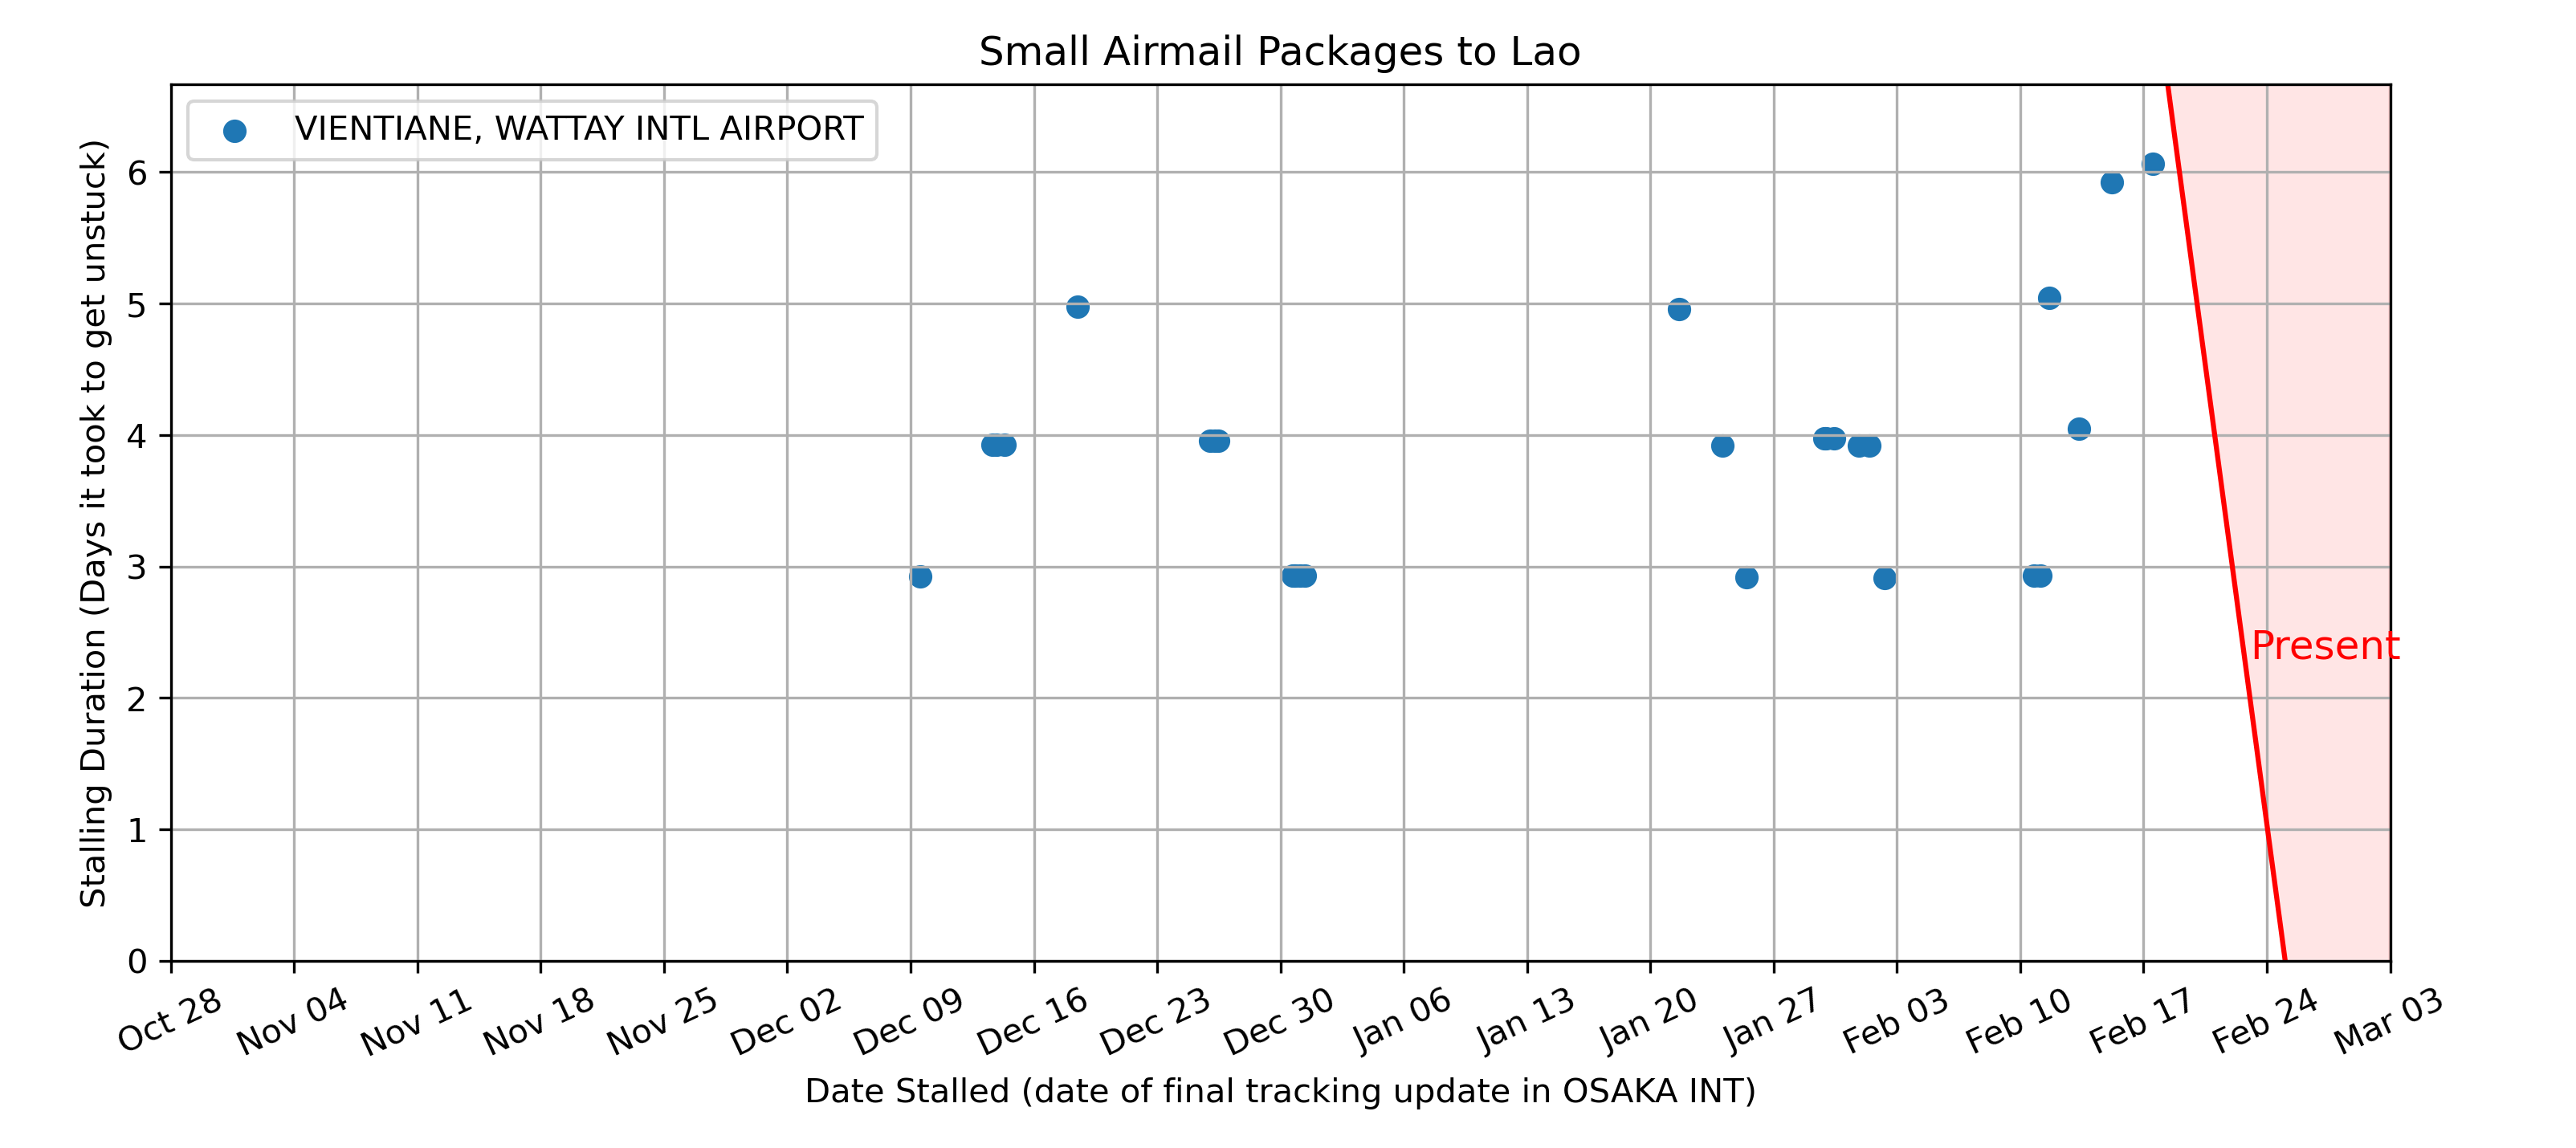 Small Airmail Packages to Lao
VIENTIANE, WATTAY INTL AIRPORT
Stalling Duration (Days it took to get unstuck)
6
5
4
3
2
1
0
Present
Oct 28
Nov 04
Nov 11
Nov 18
Nov 25
Dec 02
Dec 09
Dec 16
Dec 23
Dec 30
Jan 06
Jan 13
Jan 20
Jan 27
Feb 03
Feb 10
Feb 17
Feb 24
Mar 03
Date Stalled (date of final tracking update in OSAKA INT)